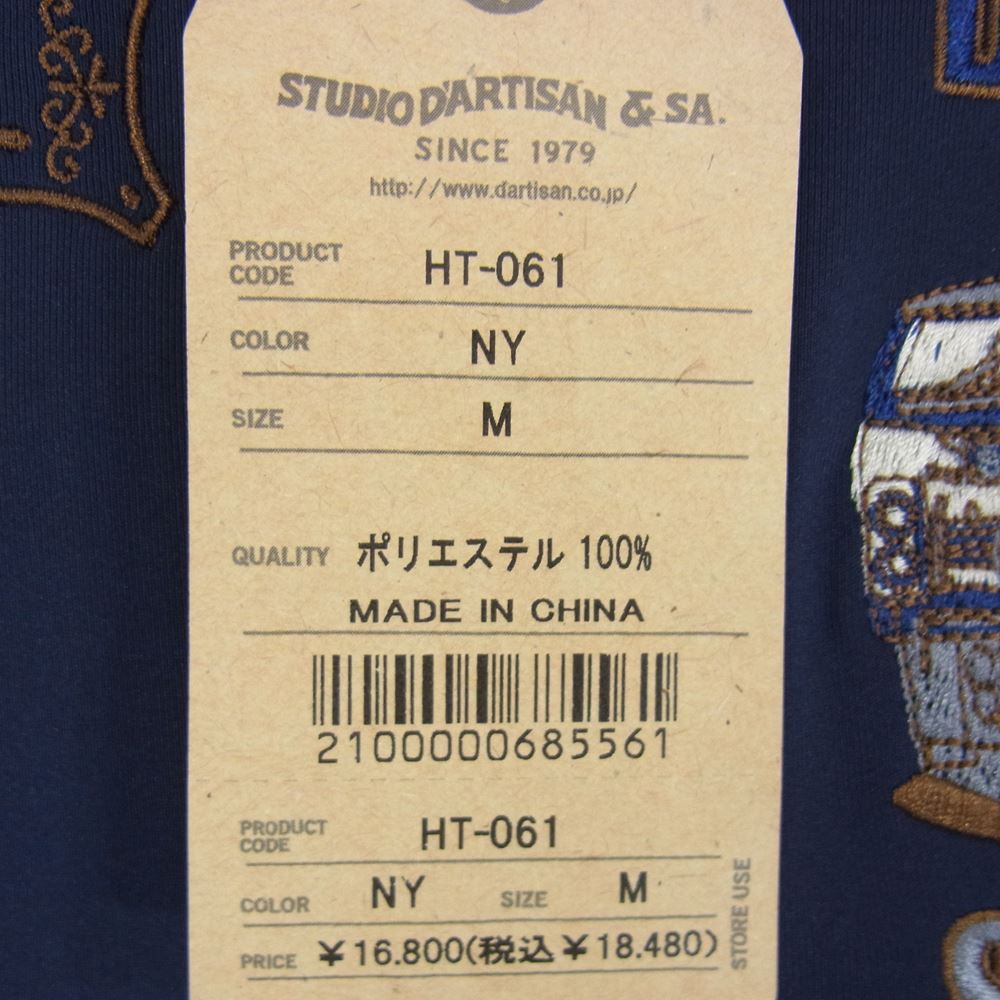 STUDIO D'ARTISAN & SA.
SINCE 1979
http://www.dartisan.co.jp/
PRODUCT CODE HT-061
COLOR NY
SIZE M
QUALITY ポリエステル 100%
MADE IN CHINA
2100000685561
PRODUCT CODE HT-061
COLOR NY SIZE M
PRICE ￥16.800(税込￥18.480)
STORE USE